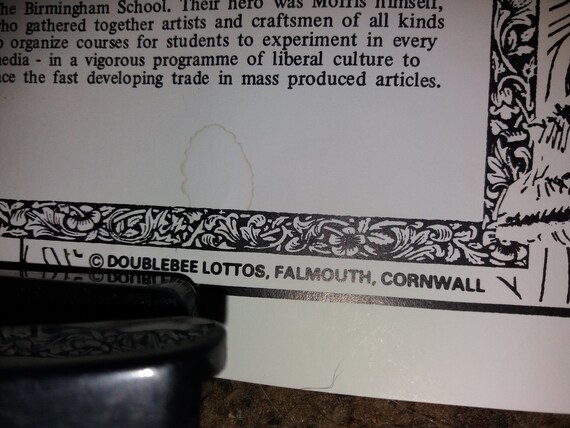 The Birmingham School. Their hero was Morris himself,
who gathered together artists and craftsmen of all kinds
to organize courses for students to experiment in every
media - in a vigorous programme of liberal culture to
the fast developing trade in mass produced articles.
© DOUBLEBEE LOTTOS, FALMOUTH, CORNWALL